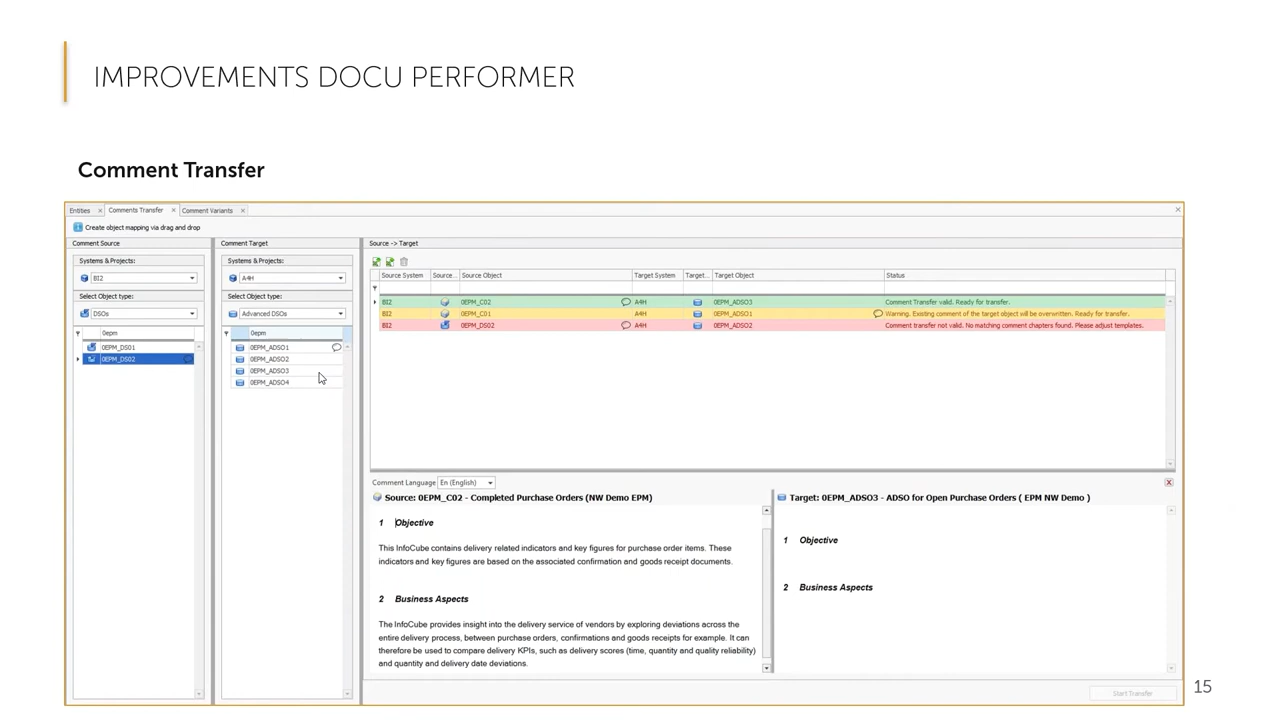 IMPROVEMENTS DOCU PERFORMER
Comment Transfer
Entities
Comments Transfer
Comment Variants
Create object mapping via drag and drop
Comment Source
Systems & Projects:
BI2
Select Object type:
DSOs
0epm
0EPM_DS01
0EPM_DS02
Comment Target
Systems & Projects:
A4H
Select Object type:
Advanced DSOs
0epm
0EPM_ADSO1
0EPM_ADSO2
0EPM_ADSO3
0EPM_ADSO4
Source -> Target
Source System Source... Source Object Target System Target... Target Object Status
BI2 0EPM_C02 A4H 0EPM_ADSO3 Comment Transfer valid. Ready for transfer.
BI2 0EPM_C01 A4H 0EPM_ADSO1 Warning. Existing comment of the target object will be overwritten. Ready for transfer.
BI2 0EPM_DS02 A4H 0EPM_ADSO2 Comment transfer not valid. No matching comment chapters found. Please adjust templates.
Comment Language En (English)
Source: 0EPM_C02 - Completed Purchase Orders (NW Demo EPM)
1 Objective
This InfoCube contains delivery related indicators and key figures for purchase order items. These
indicators and key figures are based on the associated confirmation and goods receipt documents.
2 Business Aspects
The InfoCube provides insight into the delivery service of vendors by exploring deviations across the
entire delivery process, between purchase orders, confirmations and goods receipts for example. It can
therefore be used to compare delivery KPIs, such as delivery scores (time, quantity and quality reliability)
and quantity and delivery date deviations.
Target: 0EPM_ADSO3 - ADSO for Open Purchase Orders ( EPM NW Demo )
1 Objective
2 Business Aspects
Start Transfer
15